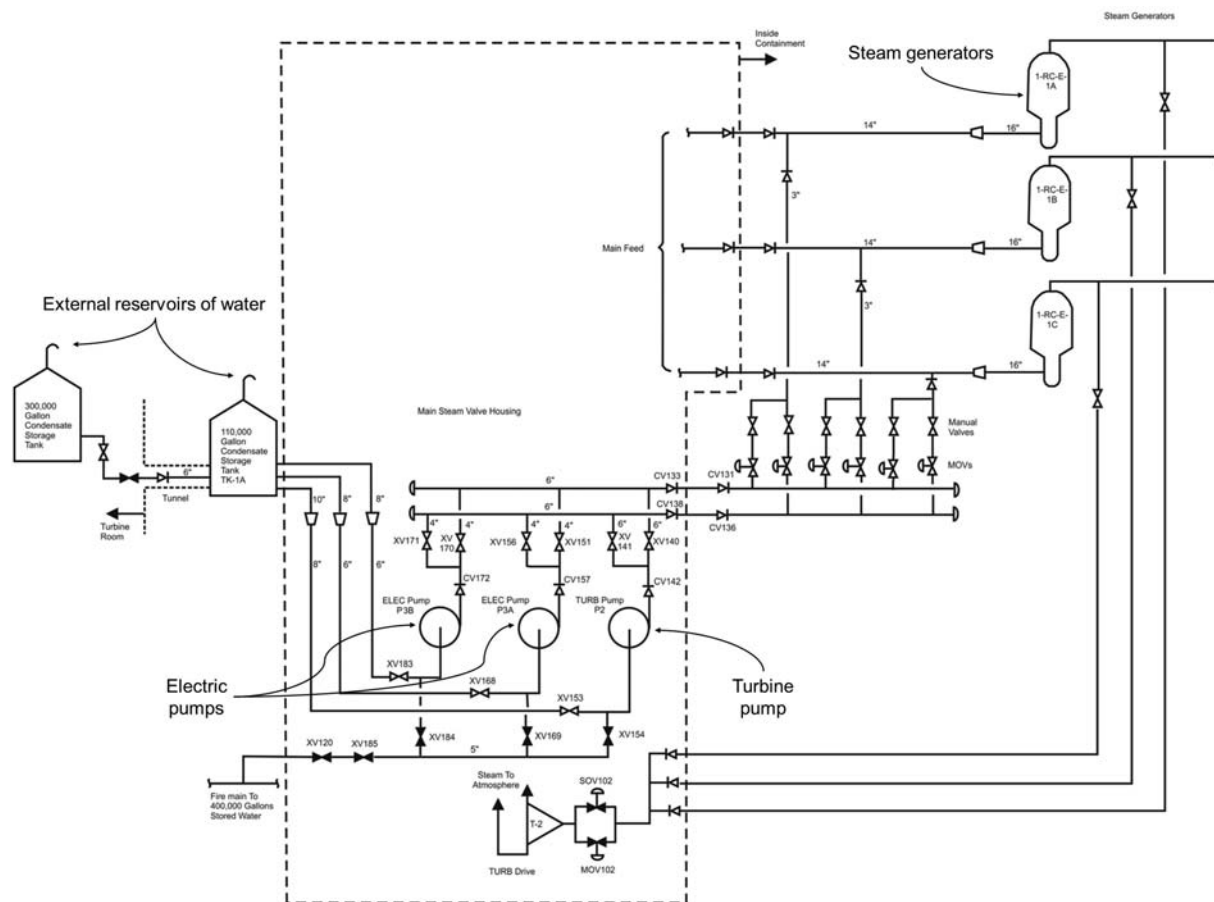 Steam Generators
Inside
Containment
Steam generators
1-RC-E-
1A
14"
16"
3"
1-RC-E-
1B
Main Feed
14"
16"
3"
1-RC-E-
1C
14"
16"
External reservoirs of water
300,000
Gallon
Condensate
Storage
Tank
110,000
Gallon
Condensate
Storage
Tank
TK-1A
6"
Tunnel
Turbine
Room
Main Steam Valve Housing
Manual
Valves
MOVs
10"
8"
8"
8"
6"
6"
6"
CV133
CV131
6"
CV138
CV136
4"
4"
4"
4"
6"
6"
XV171
XV
170
XV156
XV151
XV
141
XV140
CV172
CV157
CV142
ELEC Pump
P3B
ELEC Pump
P3A
TURB Pump
P2
XV183
XV168
XV153
Electric
pumps
Turbine
pump
XV120
XV185
XV184
XV169
XV154
5"
Fire main To
400,000 Gallons
Stored Water
Steam To
Atmosphere
SOV102
T-2
MOV102
TURB Drive